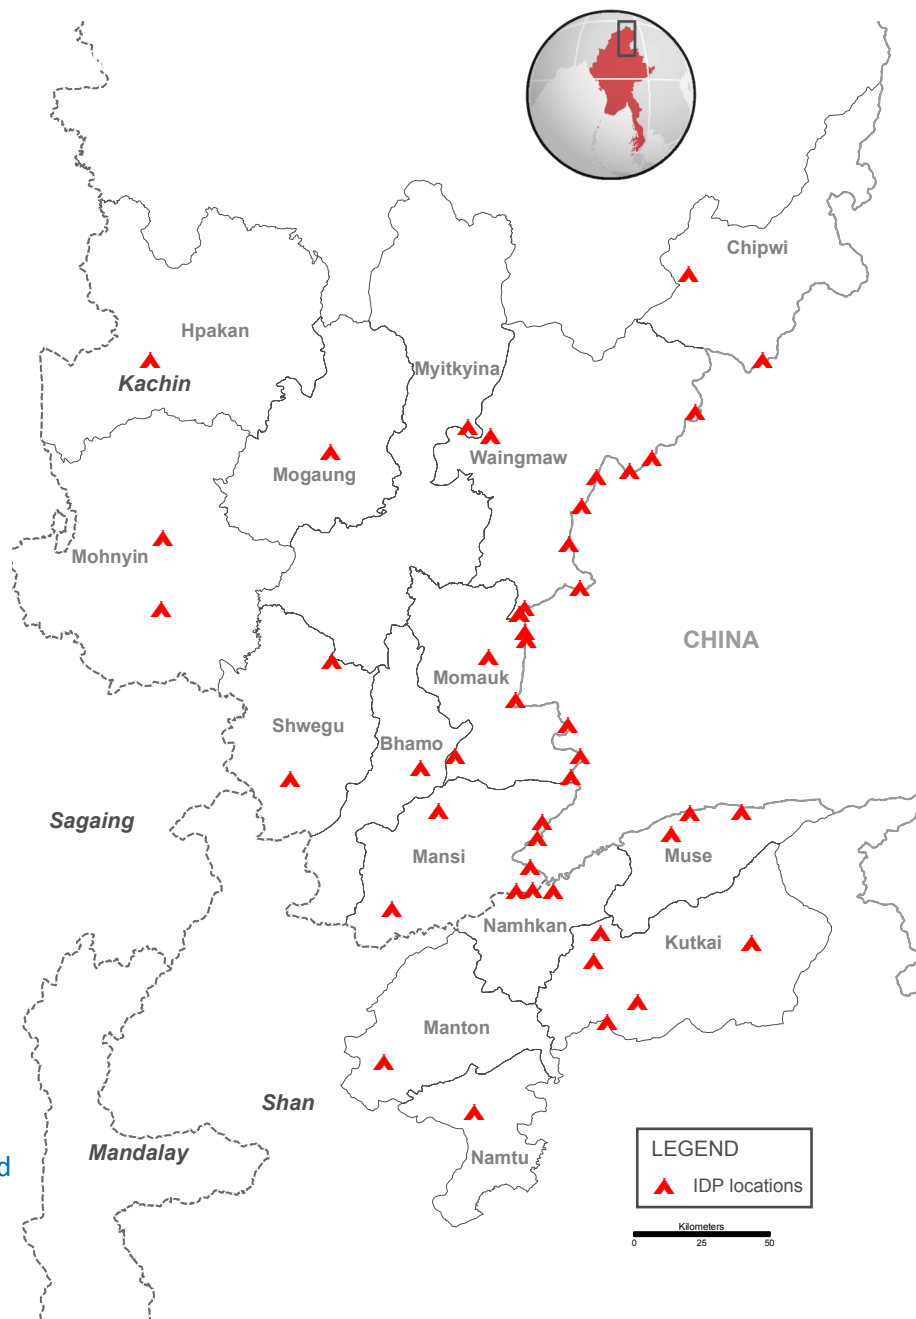 Chipwi
Hpakan
Myitkyina
Kachin
Waingmaw
Mogaung
Mohnyin
CHINA
Momauk
Shwegu
Bhamo
Sagaing
Mansi
Muse
Namhkan
Kutkai
Manton
Shan
Mandalay
Namtu
d
LEGEND
IDP locations
Kilometers
0 25 50